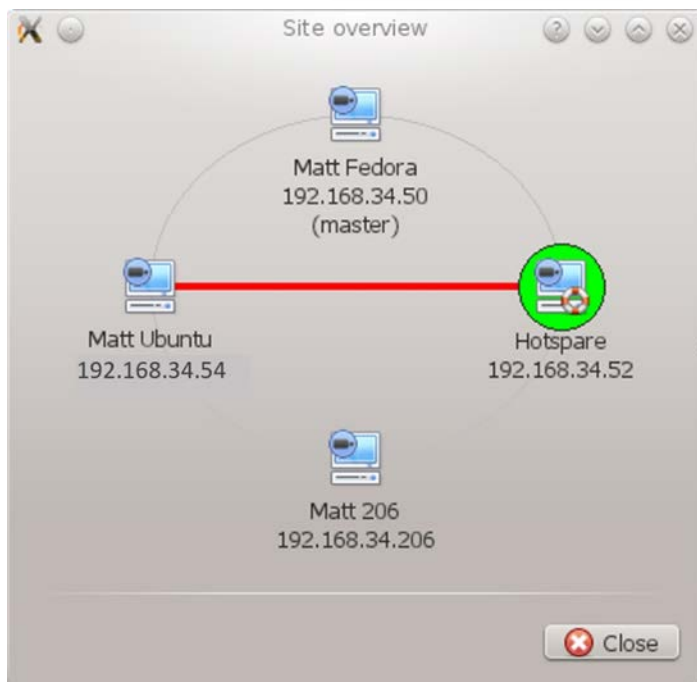 Site overview
Matt Fedora
192.168.34.50
(master)
Matt Ubuntu
192.168.34.54
Hotspare
192.168.34.52
Matt 206
192.168.34.206
Close